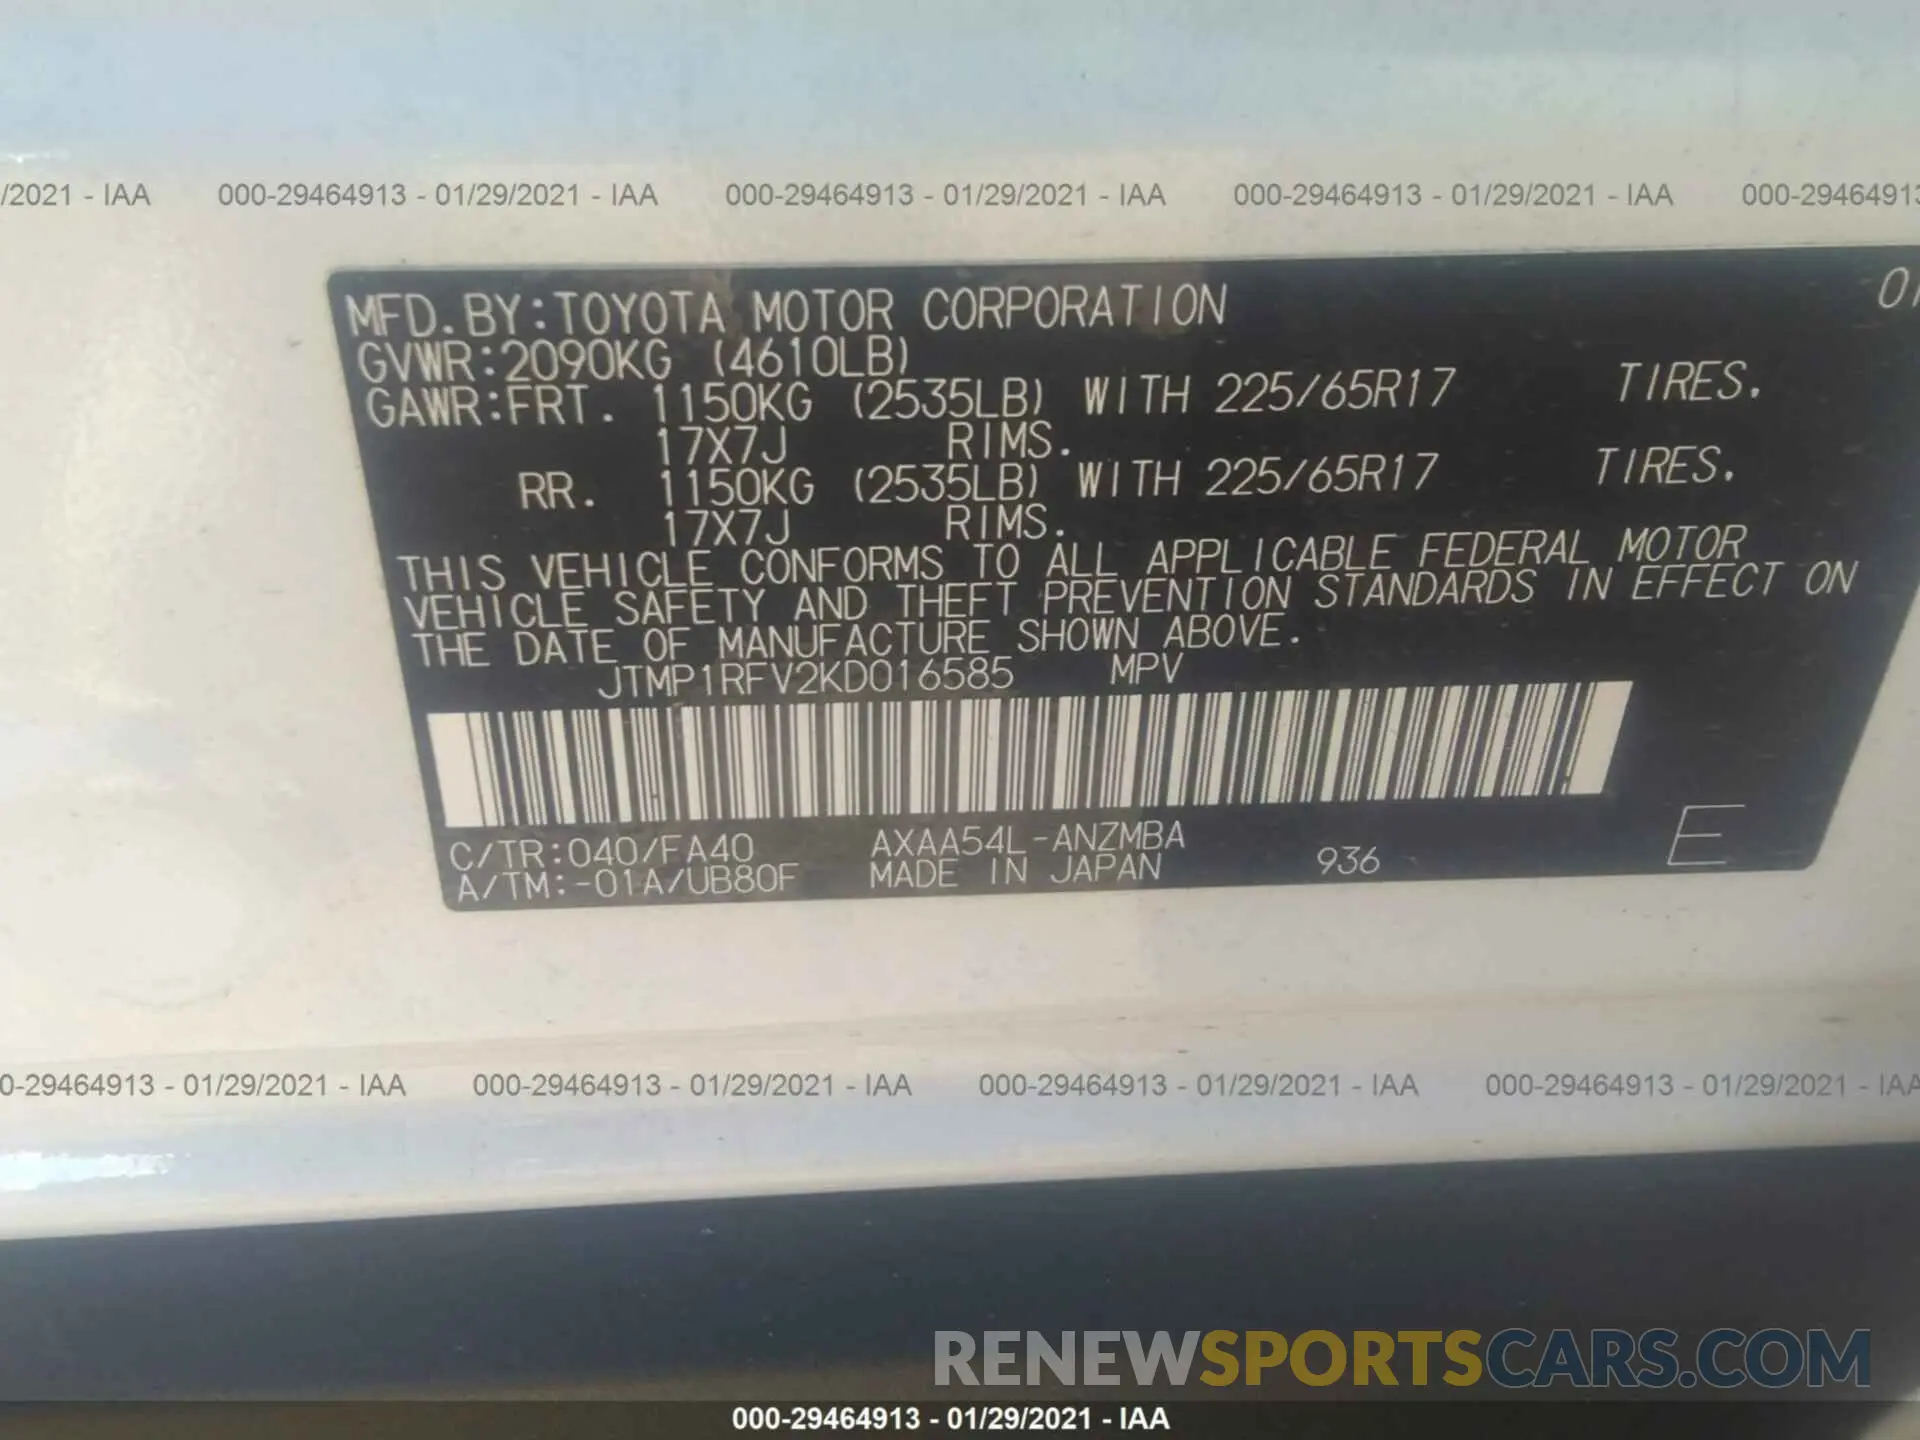 /2021 - IAA 000-29464913 - 01/29/2021 - IAA 000-29464913 - 01/29/2021 - IAA 000-29464913 - 01/29/2021 - IAA 000-2946491
01
MFD.BY:TOYOTA MOTOR CORPORATION
GVWR:2090KG (4610LB)
GAWR:FRT. 1150KG (2535LB) WITH 225/65R17 TIRES.
17X7J RIMS.
RR. 1150KG (2535LB) WITH 225/65R17 TIRES.
17X7J RIMS.
THIS VEHICLE CONFORMS TO ALL APPLICABLE FEDERAL MOTOR
VEHICLE SAFETY AND THEFT PREVENTION STANDARDS IN EFFECT ON
THE DATE OF MANUFACTURE SHOWN ABOVE.
JTMP1RFV2KD016585 MPV
C/TR:040/FA40 AXAA54L-ANZMBA
A/TM:-01A/UB80F MADE IN JAPAN 936 E
0-29464913 - 01/29/2021 - IAA 000-29464913 - 01/29/2021 - IAA 000-29464913 - 01/29/2021 - IAA 000-29464913 - 01/29/2021 - IAA
RENEWSPORTSCARS.COM
000-29464913 - 01/29/2021 - IAA